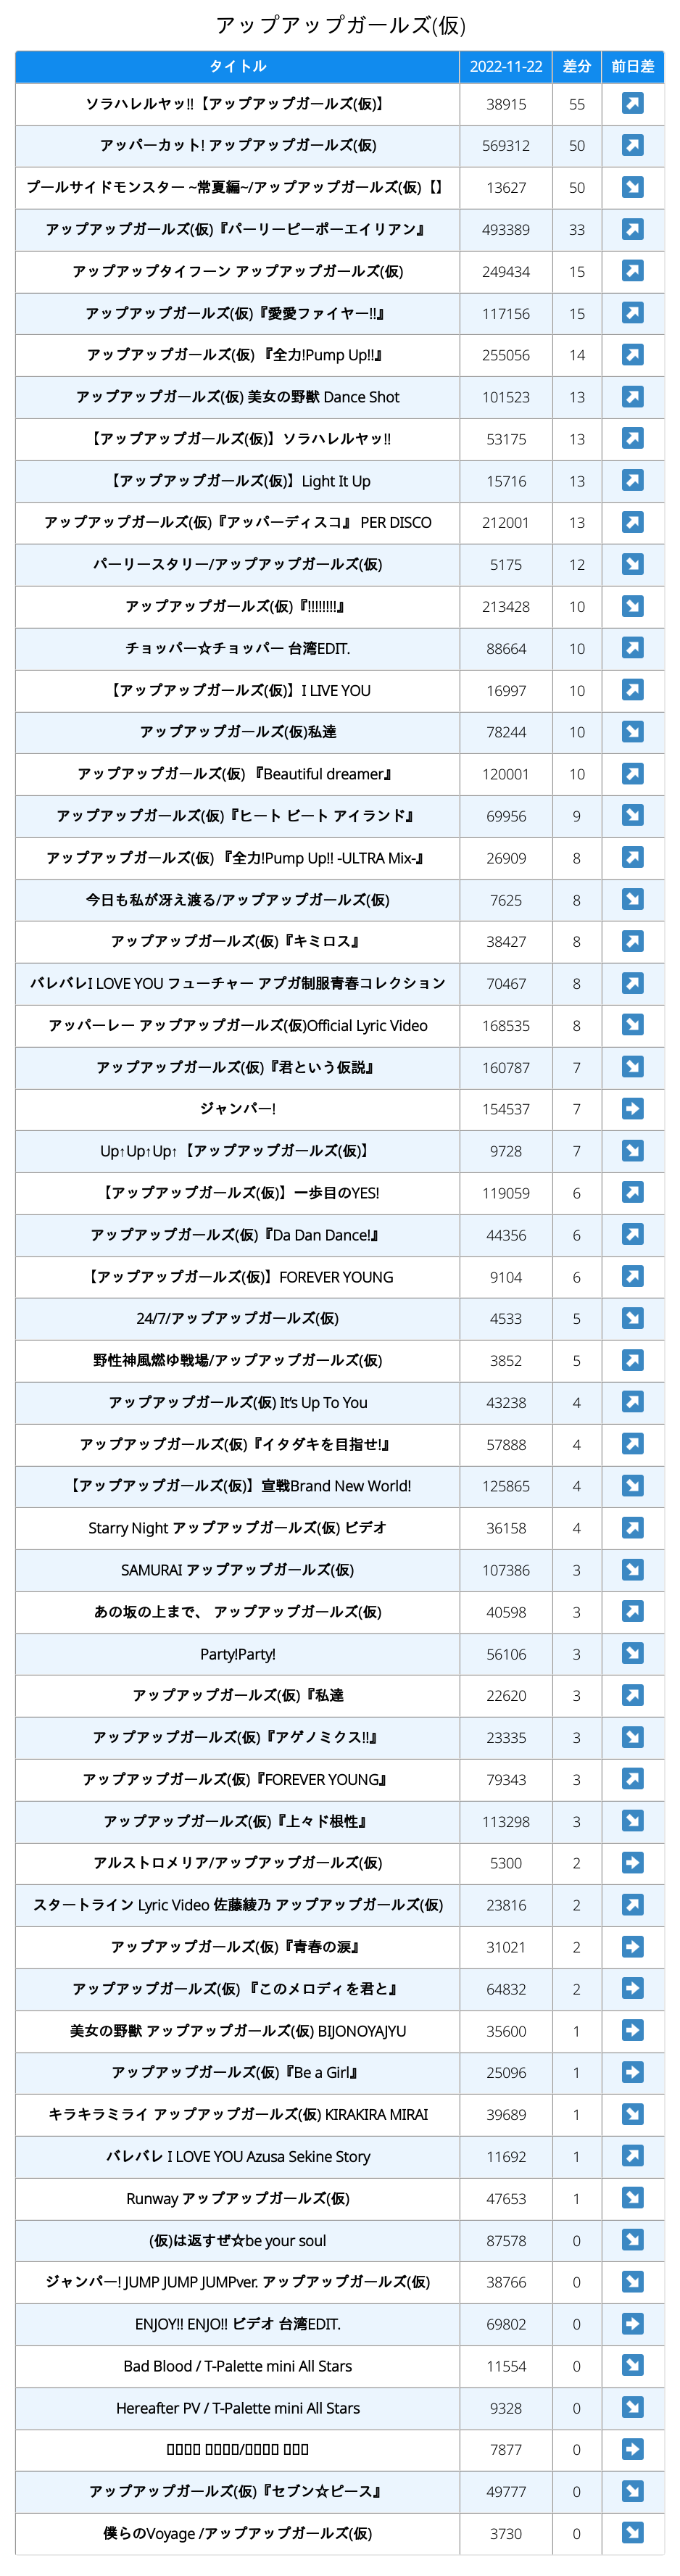 アップアップガールズ(仮)
タイトル 2022-11-22 差分 前日差
ソラハレルヤッ!!【アップアップガールズ(仮)】 38915 55
アッパーカット! アップアップガールズ(仮) 569312 50
プールサイドモンスター ~常夏編~/アップアップガールズ(仮)【】 13627 50
アップアップガールズ(仮)『パーリーピーポーエイリアン』 493389 33
アップアップタイフーン アップアップガールズ(仮) 249434 15
アップアップガールズ(仮)『愛愛ファイヤー!!』 117156 15
アップアップガールズ(仮) 『全力!Pump Up!!』 255056 14
アップアップガールズ(仮) 美女の野獣 Dance Shot 101523 13
【アップアップガールズ(仮)】ソラハレルヤッ!! 53175 13
【アップアップガールズ(仮)】Light It Up 15716 13
アップアップガールズ(仮)『アッパーディスコ』 PER DISCO 212001 13
パーリースタリー/アップアップガールズ(仮) 5175 12
アップアップガールズ(仮)『!!!!!!!!』 213428 10
チョッパー☆チョッパー 台湾EDIT. 88664 10
【アップアップガールズ(仮)】I LIVE YOU 16997 10
アップアップガールズ(仮)私達 78244 10
アップアップガールズ(仮) 『Beautiful dreamer』 120001 10
アップアップガールズ(仮)『ヒート ビート アイランド』 69956 9
アップアップガールズ(仮) 『全力!Pump Up!! -ULTRA Mix-』 26909 8
今日も私が冴え渡る/アップアップガールズ(仮) 7625 8
アップアップガールズ(仮)『キミロス』 38427 8
バレバレI LOVE YOU フューチャー アプガ制服青春コレクション 70467 8
アッパーレー アップアップガールズ(仮)Official Lyric Video 168535 8
アップアップガールズ(仮)『君という仮説』 160787 7
ジャンパー! 154537 7
Up↑Up↑Up↑【アップアップガールズ(仮)】 9728 7
【アップアップガールズ(仮)】一歩目のYES! 119059 6
アップアップガールズ(仮)『Da Dan Dance!』 44356 6
【アップアップガールズ(仮)】FOREVER YOUNG 9104 6
24/7/アップアップガールズ(仮) 4533 5
野性神風燃ゆ戦場/アップアップガールズ(仮) 3852 5
アップアップガールズ(仮) It's Up To You 43238 4
アップアップガールズ(仮)『イタダキを目指せ!』 57888 4
【アップアップガールズ(仮)】宣戦Brand New World! 125865 4
Starry Night アップアップガールズ(仮) ビデオ 36158 4
SAMURAI アップアップガールズ(仮) 107386 3
あの坂の上まで、 アップアップガールズ(仮) 40598 3
Party!Party! 56106 3
アップアップガールズ(仮)『私達 22620 3
アップアップガールズ(仮)『アゲノミクス!!』 23335 3
アップアップガールズ(仮)『FOREVER YOUNG』 79343 3
アップアップガールズ(仮)『上々ド根性』 113298 3
アルストロメリア/アップアップガールズ(仮) 5300 2
スタートライン Lyric Video 佐藤綾乃 アップアップガールズ(仮) 23816 2
アップアップガールズ(仮)『青春の涙』 31021 2
アップアップガールズ(仮) 『このメロディを君と』 64832 2
美女の野獣 アップアップガールズ(仮) BIJONOYAJYU 35600 1
アップアップガールズ(仮)『Be a Girl』 25096 1
キラキラミライ アップアップガールズ(仮) KIRAKIRA MIRAI 39689 1
バレバレ I LOVE YOU Azusa Sekine Story 11692 1
Runway アップアップガールズ(仮) 47653 1
(仮)は返すぜ☆be your soul 87578 0
ジャンパー! JUMP JUMP JUMPver. アップアップガールズ(仮) 38766 0
ENJOY!! ENJO!! ビデオ 台湾EDIT. 69802 0
Bad Blood / T-Palette mini All Stars 11554 0
Hereafter PV / T-Palette mini All Stars 9328 0
7877 0
アップアップガールズ(仮)『セブン☆ピース』 49777 0
僕らのVoyage /アップアップガールズ(仮) 3730 0